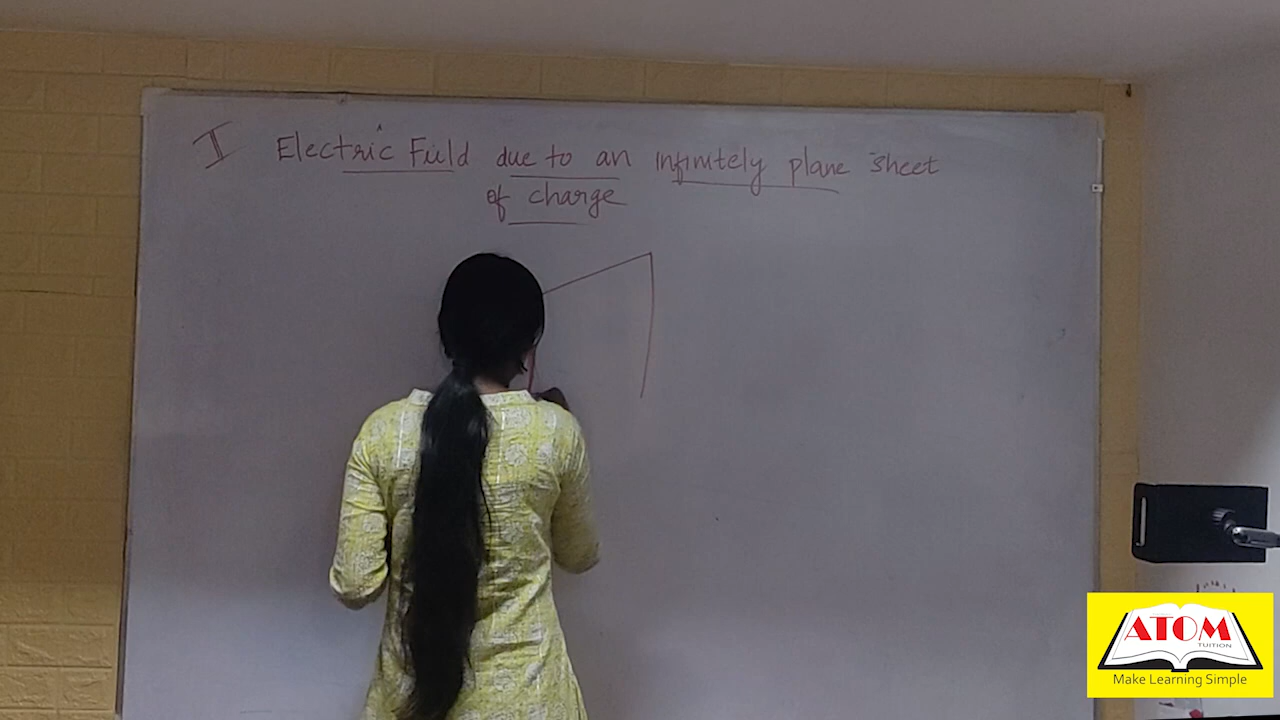 I Electric Field due to an infinitely plane sheet
of charge
ATOM
TUITION
Make Learning Simple